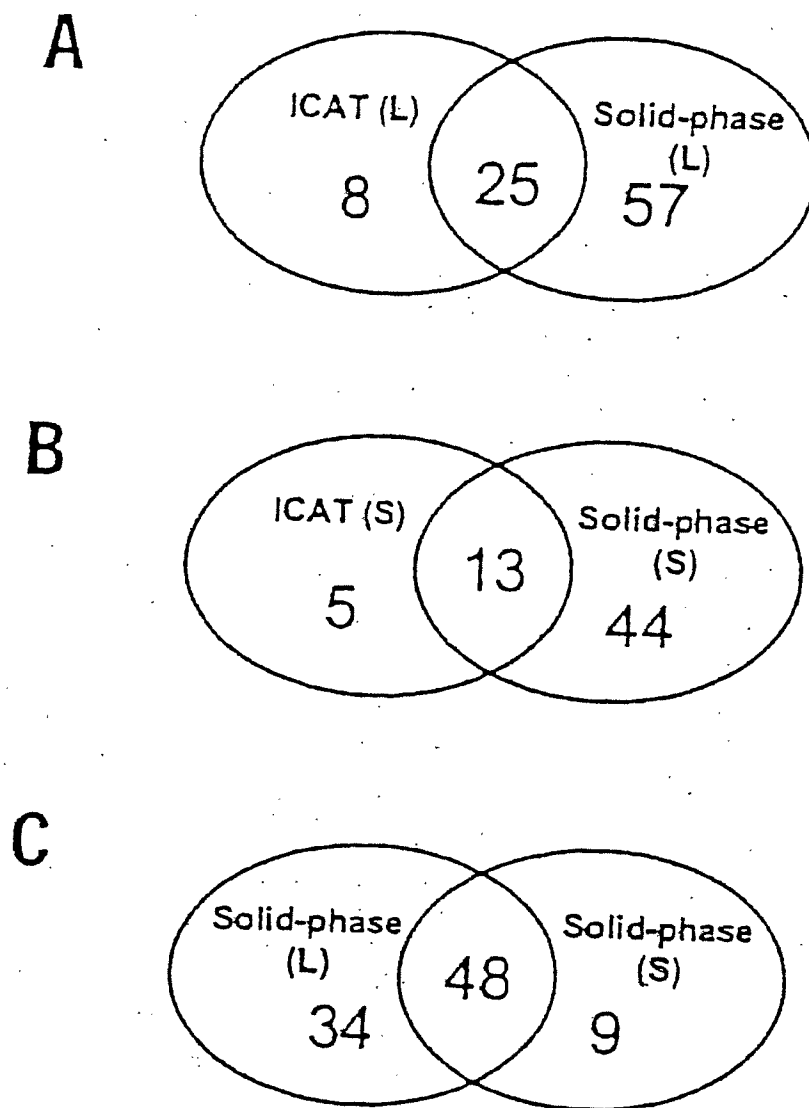 A
ICAT (L)
8
25
Solid-phase
(L)
57
B
ICAT (S)
5
13
Solid-phase
(S)
44
C
Solid-phase
(L)
34
48
Solid-phase
(S)
9